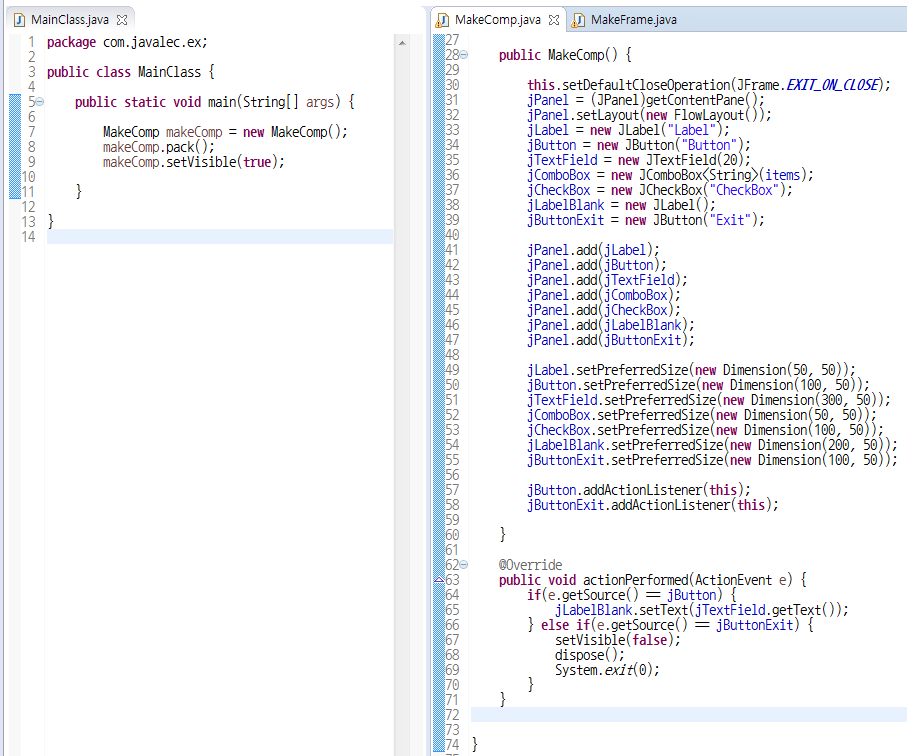 MainClass.java
1 package com.javalec.ex;
2
3 public class MainClass {
4
5 public static void main(String[] args) {
6
7 MakeComp makeComp = new MakeComp();
8 makeComp.pack();
9 makeComp.setVisible(true);
10
11 }
12
13 }
14
MakeComp.java MakeFrame.java
27
28 public MakeComp() {
29
30 this.setDefaultCloseOperation(JFrame.EXIT_ON_CLOSE);
31 jPanel = (JPanel)getContentPane();
32 jPanel.setLayout(new FlowLayout());
33 jLabel = new JLabel("Label");
34 jButton = new JButton("Button");
35 jTextField = new JTextField(20);
36 jComboBox = new JComboBox<String>(items);
37 jCheckBox = new JCheckBox("CheckBox");
38 jLabelBlank = new JLabel();
39 jButtonExit = new JButton("Exit");
40
41 jPanel.add(jLabel);
42 jPanel.add(jButton);
43 jPanel.add(jTextField);
44 jPanel.add(jComboBox);
45 jPanel.add(jCheckBox);
46 jPanel.add(jLabelBlank);
47 jPanel.add(jButtonExit);
48
49 jLabel.setPreferredSize(new Dimension(50, 50));
50 jButton.setPreferredSize(new Dimension(100, 50));
51 jTextField.setPreferredSize(new Dimension(300, 50));
52 jComboBox.setPreferredSize(new Dimension(50, 50));
53 jCheckBox.setPreferredSize(new Dimension(100, 50));
54 jLabelBlank.setPreferredSize(new Dimension(200, 50));
55 jButtonExit.setPreferredSize(new Dimension(100, 50));
56
57 jButton.addActionListener(this);
58 jButtonExit.addActionListener(this);
59
60 }
61
62 @Override
63 public void actionPerformed(ActionEvent e) {
64 if(e.getSource() == jButton) {
65 jLabelBlank.setText(jTextField.getText());
66 } else if(e.getSource() == jButtonExit) {
67 setVisible(false);
68 dispose();
69 System.exit(0);
70 }
71 }
72
73
74 }